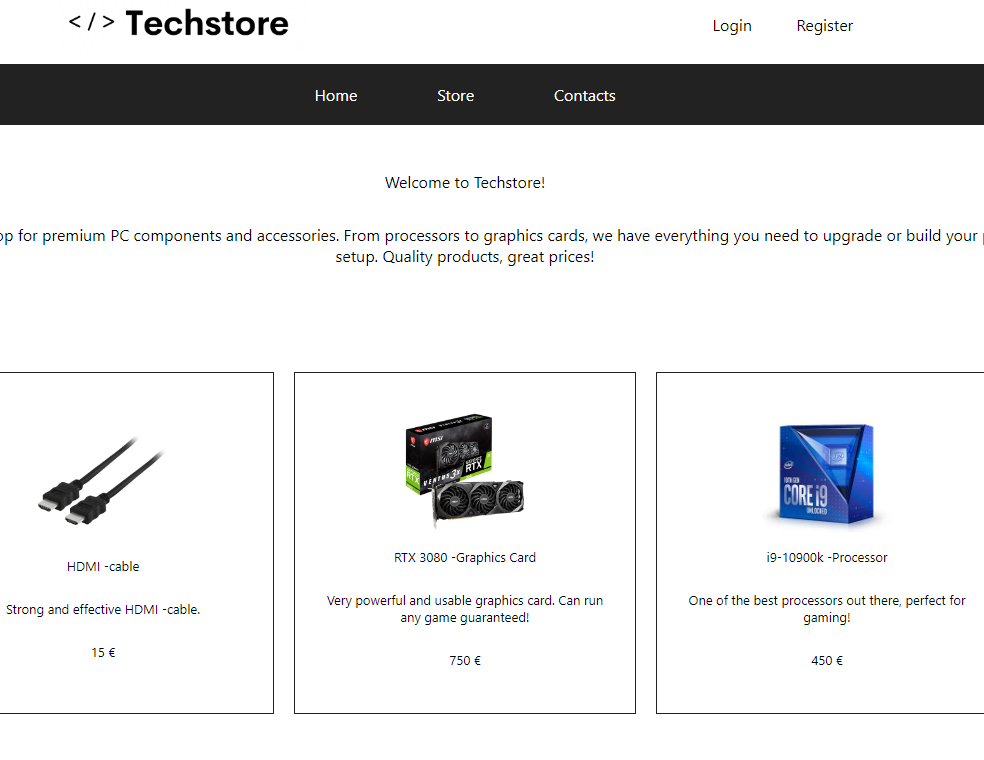 </> Techstore
Login Register
Home Store Contacts
Welcome to Techstore!
op for premium PC components and accessories. From processors to graphics cards, we have everything you need to upgrade or build your
setup. Quality products, great prices!
msi
GEFORCE
RTX
VENTUS 3X
RTX
intel
i9
10TH GEN
CORE i9
UNLOCKED
HDMI -cable
Strong and effective HDMI -cable.
15 €
RTX 3080 -Graphics Card
Very powerful and usable graphics card. Can run
any game guaranteed!
750 €
i9-10900k -Processor
One of the best processors out there, perfect for
gaming!
450 €